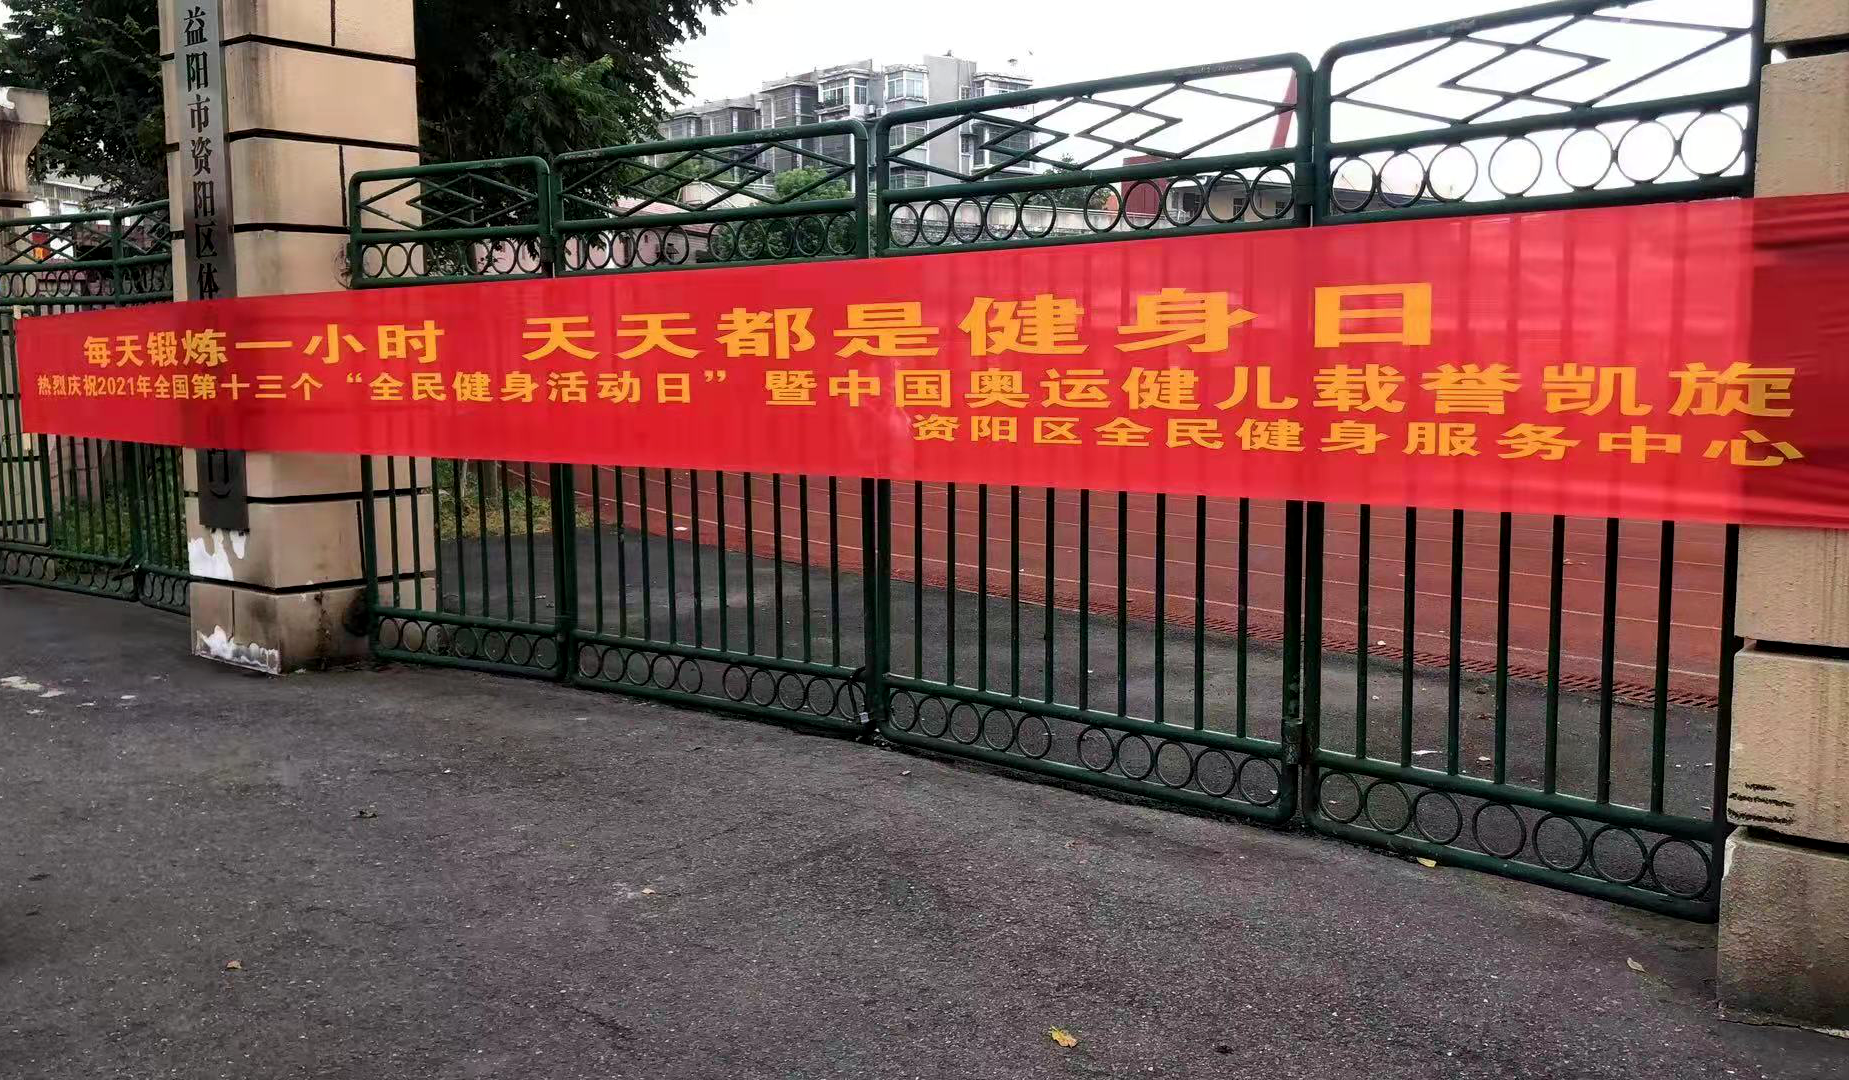 益阳市资阳区体
每天锻炼一小时 天天都是健身日
热烈庆祝2021年全国第十三个“全民健身活动日”暨中国奥运健儿载誉凯旋
资阳区全民健身服务中心